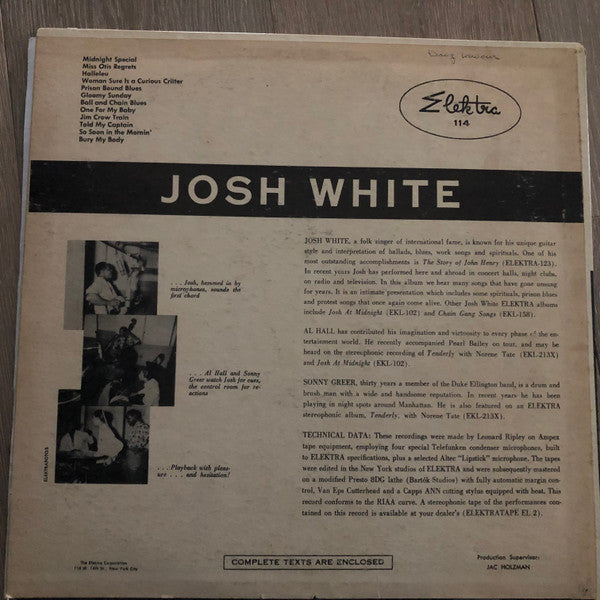 Midnight Special
Miss Otis Regrets
Halleleu
Woman Sure Is a Curious Critter
Prison Bound Blues
Gloomy Sunday
Ball and Chain Blues
One For My Baby
Jim Crow Train
Told My Captain
So Soon in the Mornin'
Bury My Body
Elektra
114
JOSH WHITE
. . . Josh, hemmed in by
microphones, sounds the
first chord
. . . Al Hall and Sonny
Greer watch Josh for cues,
the control room for re-
actions
. . . Playback with pleas-
ure . . . . and hesitation!
ELEKTRAPHOTOS
JOSH WHITE, a folk singer of international fame, is known for his unique guitar
style and interpretation of ballads, blues, work songs and spirituals. One of his
most outstanding accomplishments is The Story of John Henry (ELEKTRA-123).
In recent years Josh has performed here and abroad in concert halls, night clubs,
on radio and television. In this album we hear many songs that have gone unsung
for years. It is an intimate presentation which includes some spirituals, prison blues
and protest songs that once again come alive. Other Josh White ELEKTRA albums
include Josh At Midnight (EKL-102) and Chain Gang Songs (EKL-158).
AL HALL has contributed his imagination and virtuosity to every phase of the en-
tertainment world. He recently accompanied Pearl Bailey on tour, and may be
heard on the stereophonic recording of Tenderly with Norene Tate (EKL-213X)
and Josh At Midnight (EKL-102).
SONNY GREER, thirty years a member of the Duke Ellington band, is a drum and
brush man with a wide and handsome reputation. In recent years he has been
playing in night spots around Manhattan. He is also featured on an ELEKTRA
stereophonic album, Tenderly, with Norene Tate (EKL-213X).
TECHNICAL DATA: These recordings were made by Leonard Ripley on Ampex
tape equipment, employing four special Telefunken condenser microphones, built
to ELEKTRA specifications, plus a selected Altec "Lipstick" microphone. The tapes
were edited in the New York studios of ELEKTRA and were subsequently mastered
on a modified Presto 8DG lathe (Bartók Studios) with fully automatic margin con-
trol, Van Eps Cutterhead and a Capps ANN cutting stylus equipped with heat. This
record conforms to the RIAA curve. A stereophonic tape of the performances con-
tained on this record is available at your dealer's (ELEKTRATAPE EL 2).
The Elektra Corporation
New York City
COMPLETE TEXTS ARE ENCLOSED
Production Supervisor:
JAC HOLZMAN